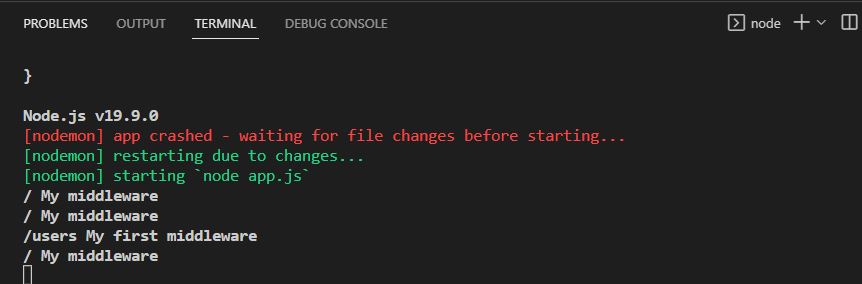 PROBLEMS OUTPUT TERMINAL DEBUG CONSOLE node
}
Node.js v19.9.0
[nodemon] app crashed - waiting for file changes before starting...
[nodemon] restarting due to changes...
[nodemon] starting `node app.js`
/ My middleware
/ My middleware
/users My first middleware
/ My middleware